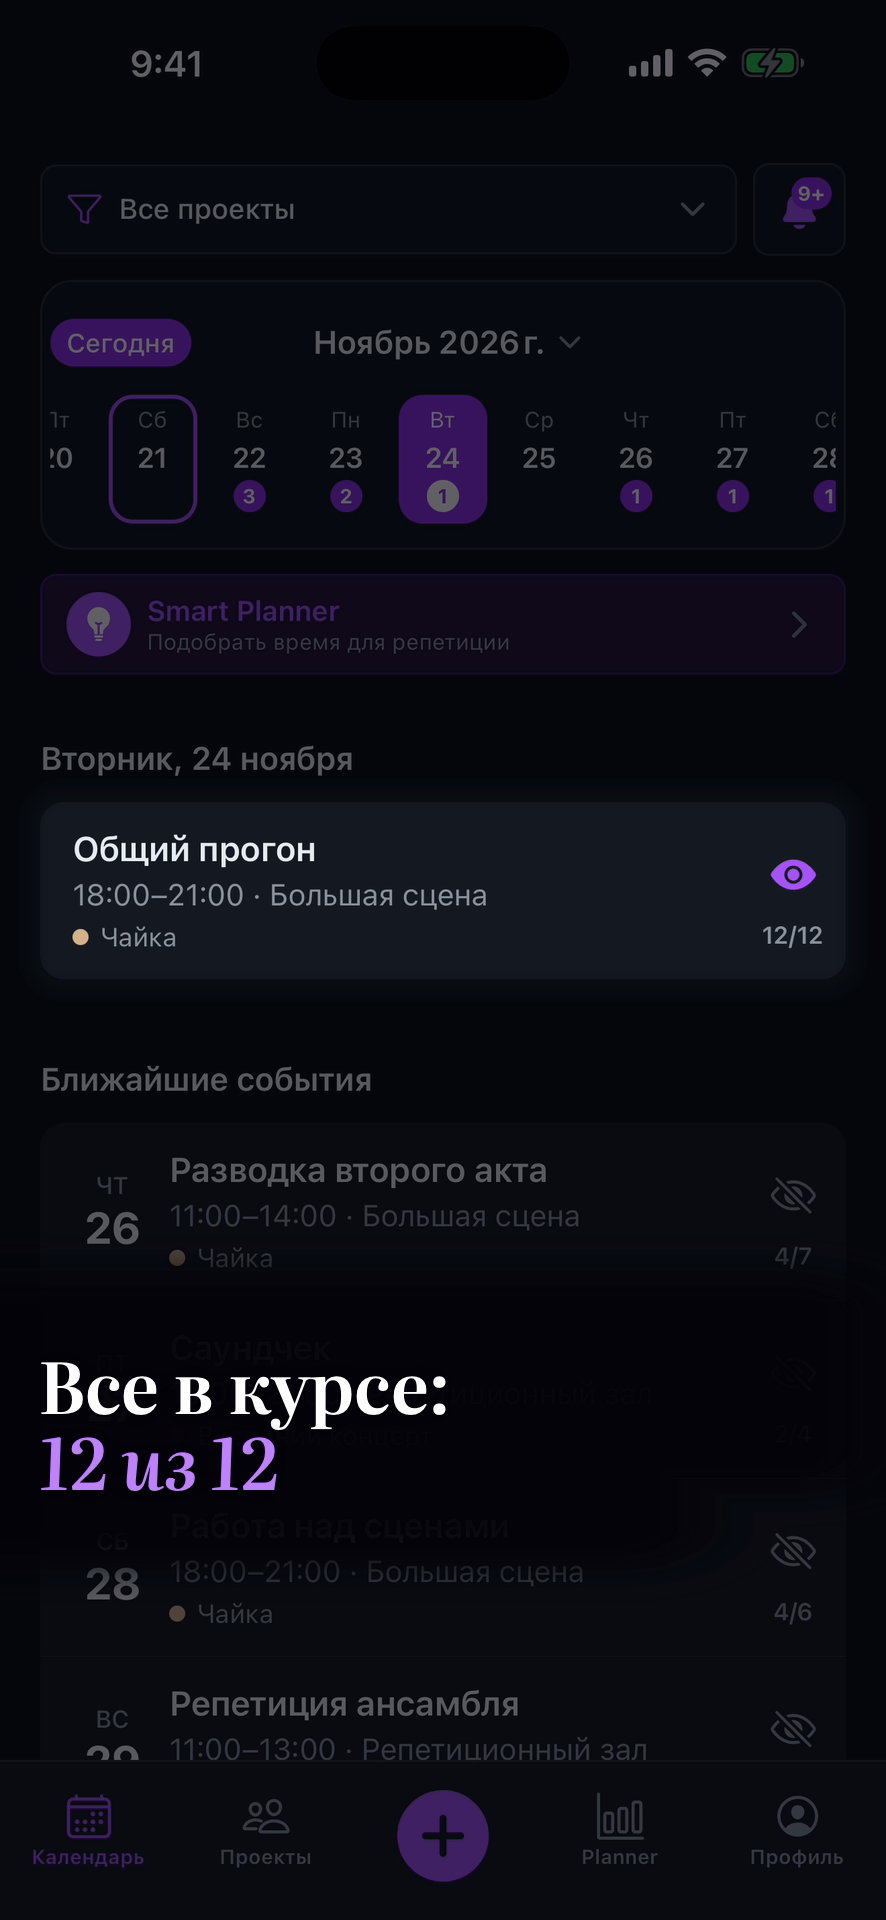 9:41
Все проекты
9+
Сегодня
Ноябрь 2026 г.
Сб Вс Пн Вт Ср Чт Пт
21 22 23 24 25 26 27
3 2 1 1 1 1
Smart Planner
Подобрать время для репетиции
Вторник, 24 ноября
Общий прогон
18:00–21:00 · Большая сцена
Чайка
12/12
Ближайшие события
ЧТ
26
Разводка второго акта
11:00–14:00 · Большая сцена
Чайка
4/7
Саундчек
Все в курсе:
12 из 12
2/4
СБ
28
Работа над сценами
18:00–21:00 · Большая сцена
Чайка
4/6
ВС
Репетиция ансамбля
11:00–13:00 · Репетиционный зал
Календарь
Проекты
Planner
Профиль